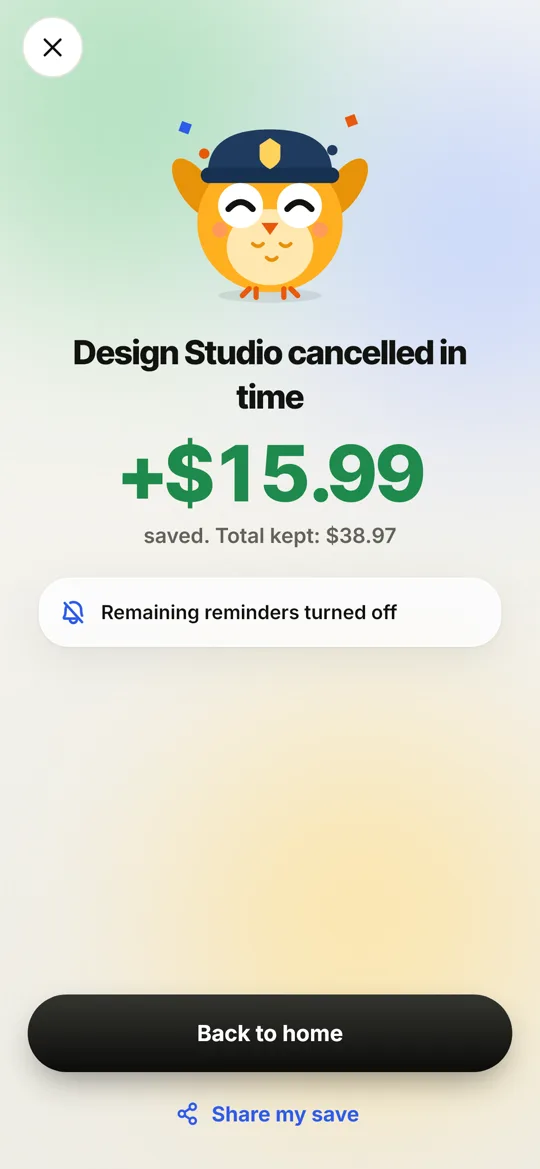 Design Studio cancelled in
time
+$15.99
saved. Total kept: $38.97
Remaining reminders turned off
Back to home
Share my save